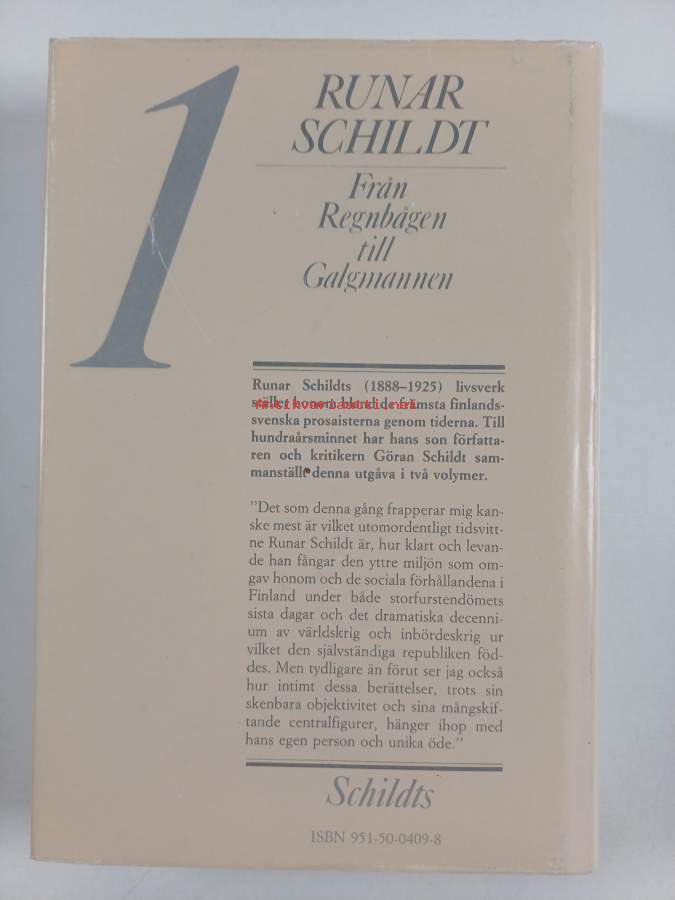 1
RUNAR
SCHILDT
Från
Regnbågen
till
Galgmannen
Runar Schildts (1888–1925) livsverk
ställer honom bland de främsta finlands-
svenska prosaisterna genom tiderna. Till
hundraårsminnet har hans son författa-
ren och kritikern Göran Schildt sam-
manställt denna utgåva i två volymer.
"Det som denna gång frapperar mig kan-
ske mest är vilket utomordentligt tidsvitt-
ne Runar Schildt är, hur klart och levan-
de han fångar den yttre miljön som om-
gav honom och de sociala förhållandena i
Finland under både storfurstendömets
sista dagar och det dramatiska decenni-
um av världskrig och inbördeskrig ur
vilket den självständiga republiken föd-
des. Men tydligare än förut ser jag också
hur intimt dessa berättelser, trots sin
skenbara objektivitet och sina mångskif-
tande centralfigurer, hänger ihop med
hans egen person och unika öde."
Schildts
ISBN 951-50-0409-8